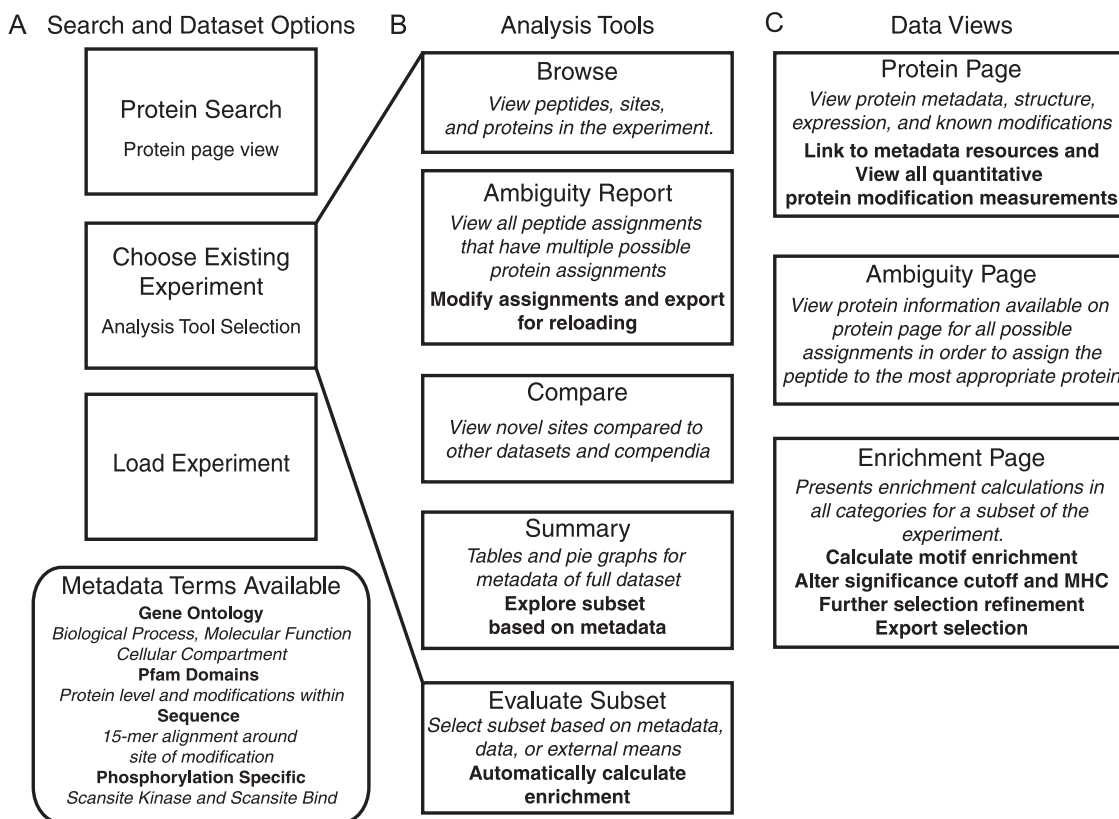 A Search and Dataset Options
Protein Search
Protein page view
Choose Existing
Experiment
Analysis Tool Selection
Load Experiment
Metadata Terms Available
Gene Ontology
Biological Process, Molecular Function
Cellular Compartment
Pfam Domains
Protein level and modifications within
Sequence
15-mer alignment around
site of modification
Phosphorylation Specific
Scansite Kinase and Scansite Bind
B Analysis Tools
Browse
View peptides, sites,
and proteins in the experiment.
Ambiguity Report
View all peptide assignments
that have multiple possible
protein assignments
Modify assignments and export
for reloading
Compare
View novel sites compared to
other datasets and compendia
Summary
Tables and pie graphs for
metadata of full dataset
Explore subset
based on metadata
Evaluate Subset
Select subset based on metadata,
data, or external means
Automatically calculate
enrichment
C Data Views
Protein Page
View protein metadata, structure,
expression, and known modifications
Link to metadata resources and
View all quantitative
protein modification measurements
Ambiguity Page
View protein information available on
protein page for all possible
assignments in order to assign the
peptide to the most appropriate protein
Enrichment Page
Presents enrichment calculations in
all categories for a subset of the
experiment.
Calculate motif enrichment
Alter significance cutoff and MHC
Further selection refinement
Export selection